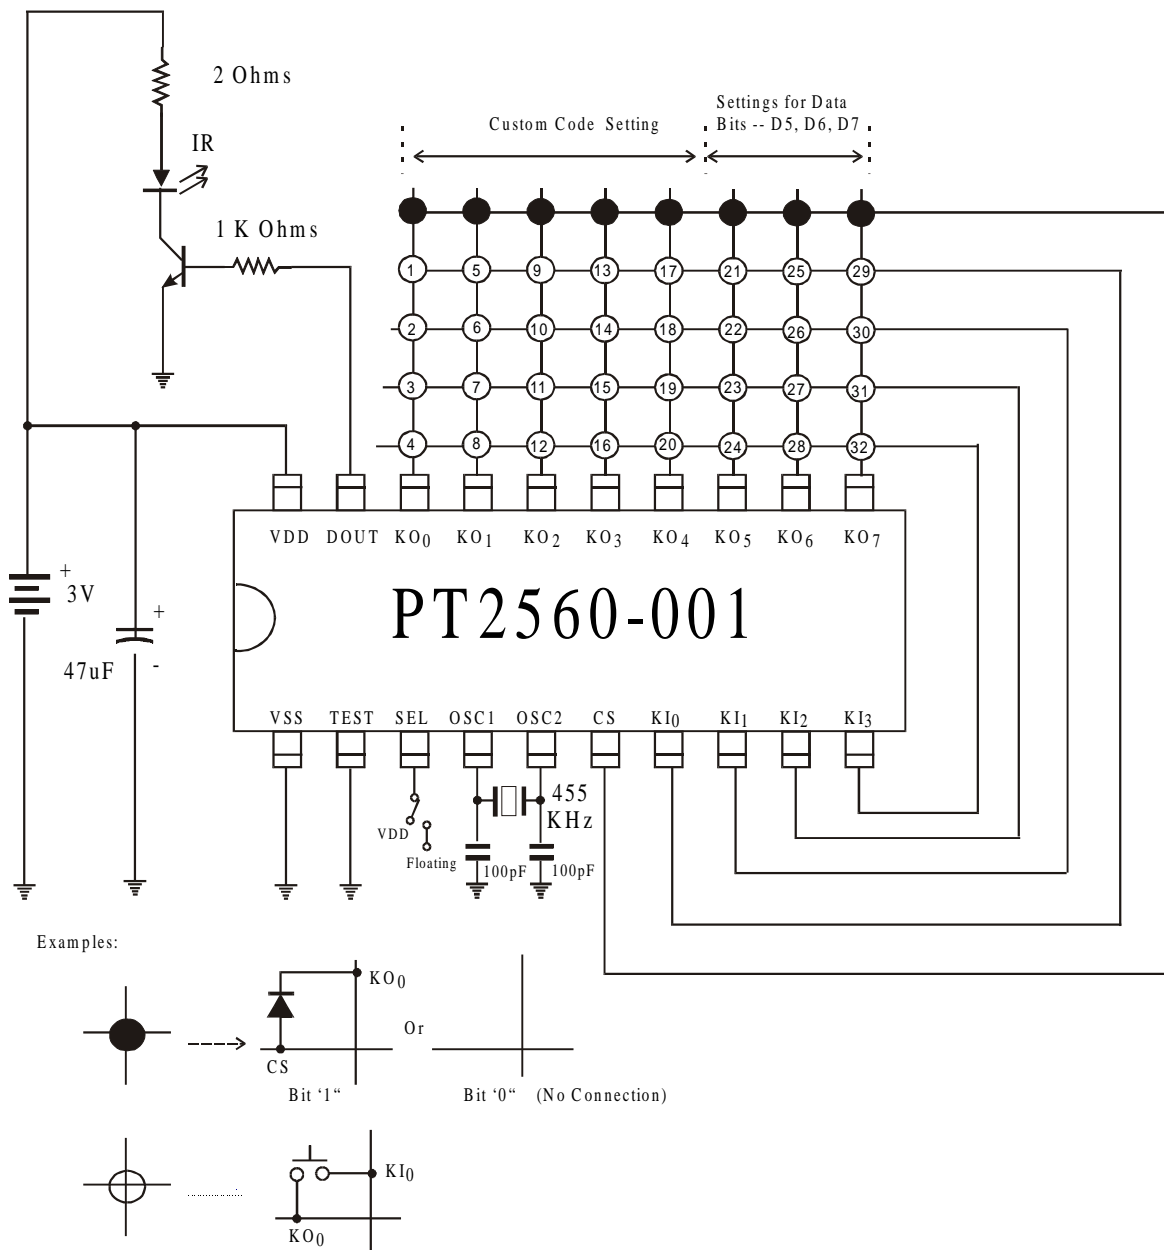 2 Ohms
Settings for Data
Bits -- D5, D6, D7
Custom Code Setting
IR
1 K Ohms
1 5 9 13 17 21 25 29
2 6 10 14 18 22 26 30
3 7 11 15 19 23 27 31
4 8 12 16 20 24 28 32
VDD DOUT KO0 KO1 KO2 KO3 KO4 KO5 KO6 KO7
+
3V
PT2560-001
+
47uF -
VSS TEST SEL OSC1 OSC2 CS KI0 KI1 KI2 KI3
455
KHz
VDD
Floating
100pF 100pF
Examples:
KO0
Or
CS
Bit ‘1“ Bit ‘0“ (No Connection)
KI0
KO0